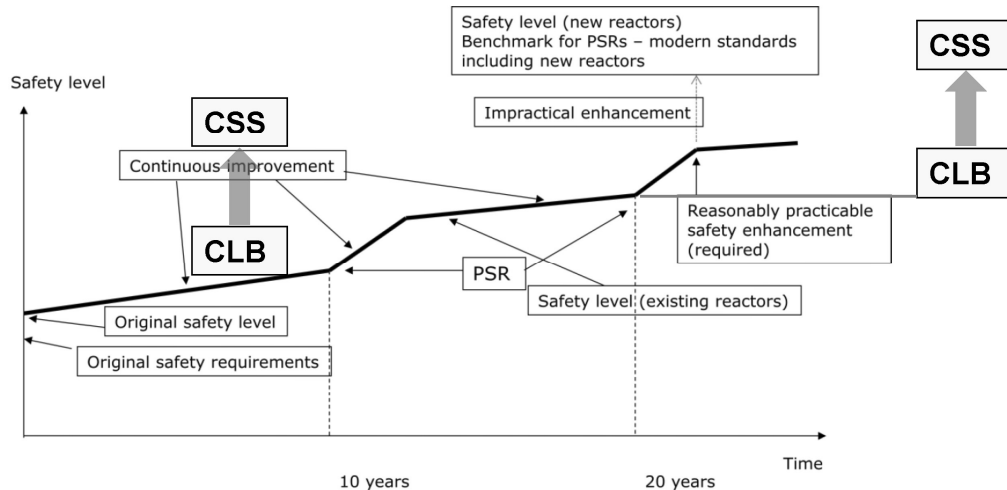 Safety level (new reactors)
Benchmark for PSRs – modern standards
including new reactors
CSS
Safety level
Impractical enhancement
CSS
Continuous improvement
CLB
CLB
Reasonably practicable
safety enhancement
(required)
PSR
Safety level (existing reactors)
Original safety level
Original safety requirements
Time
10 years
20 years